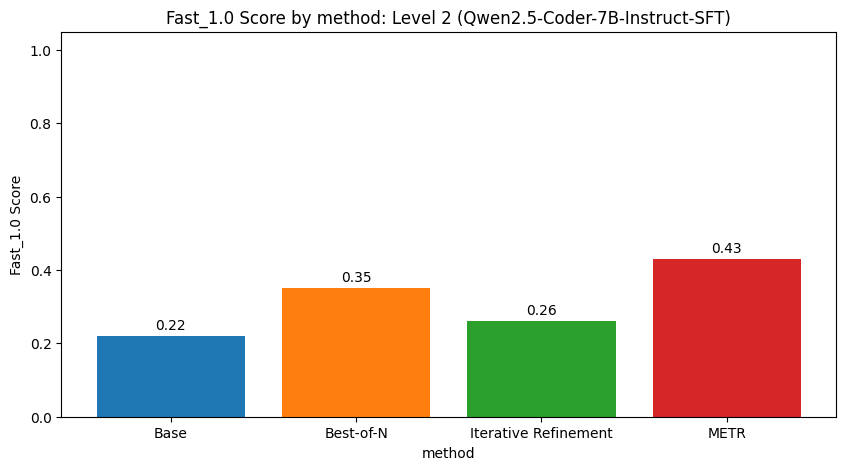 Fast_1.0 Score by method: Level 2 (Qwen2.5-Coder-7B-Instruct-SFT)
Fast_1.0 Score
1.0
0.8
0.6
0.4
0.2
0.0
0.22
0.35
0.26
0.43
Base
Best-of-N
Iterative Refinement
METR
method